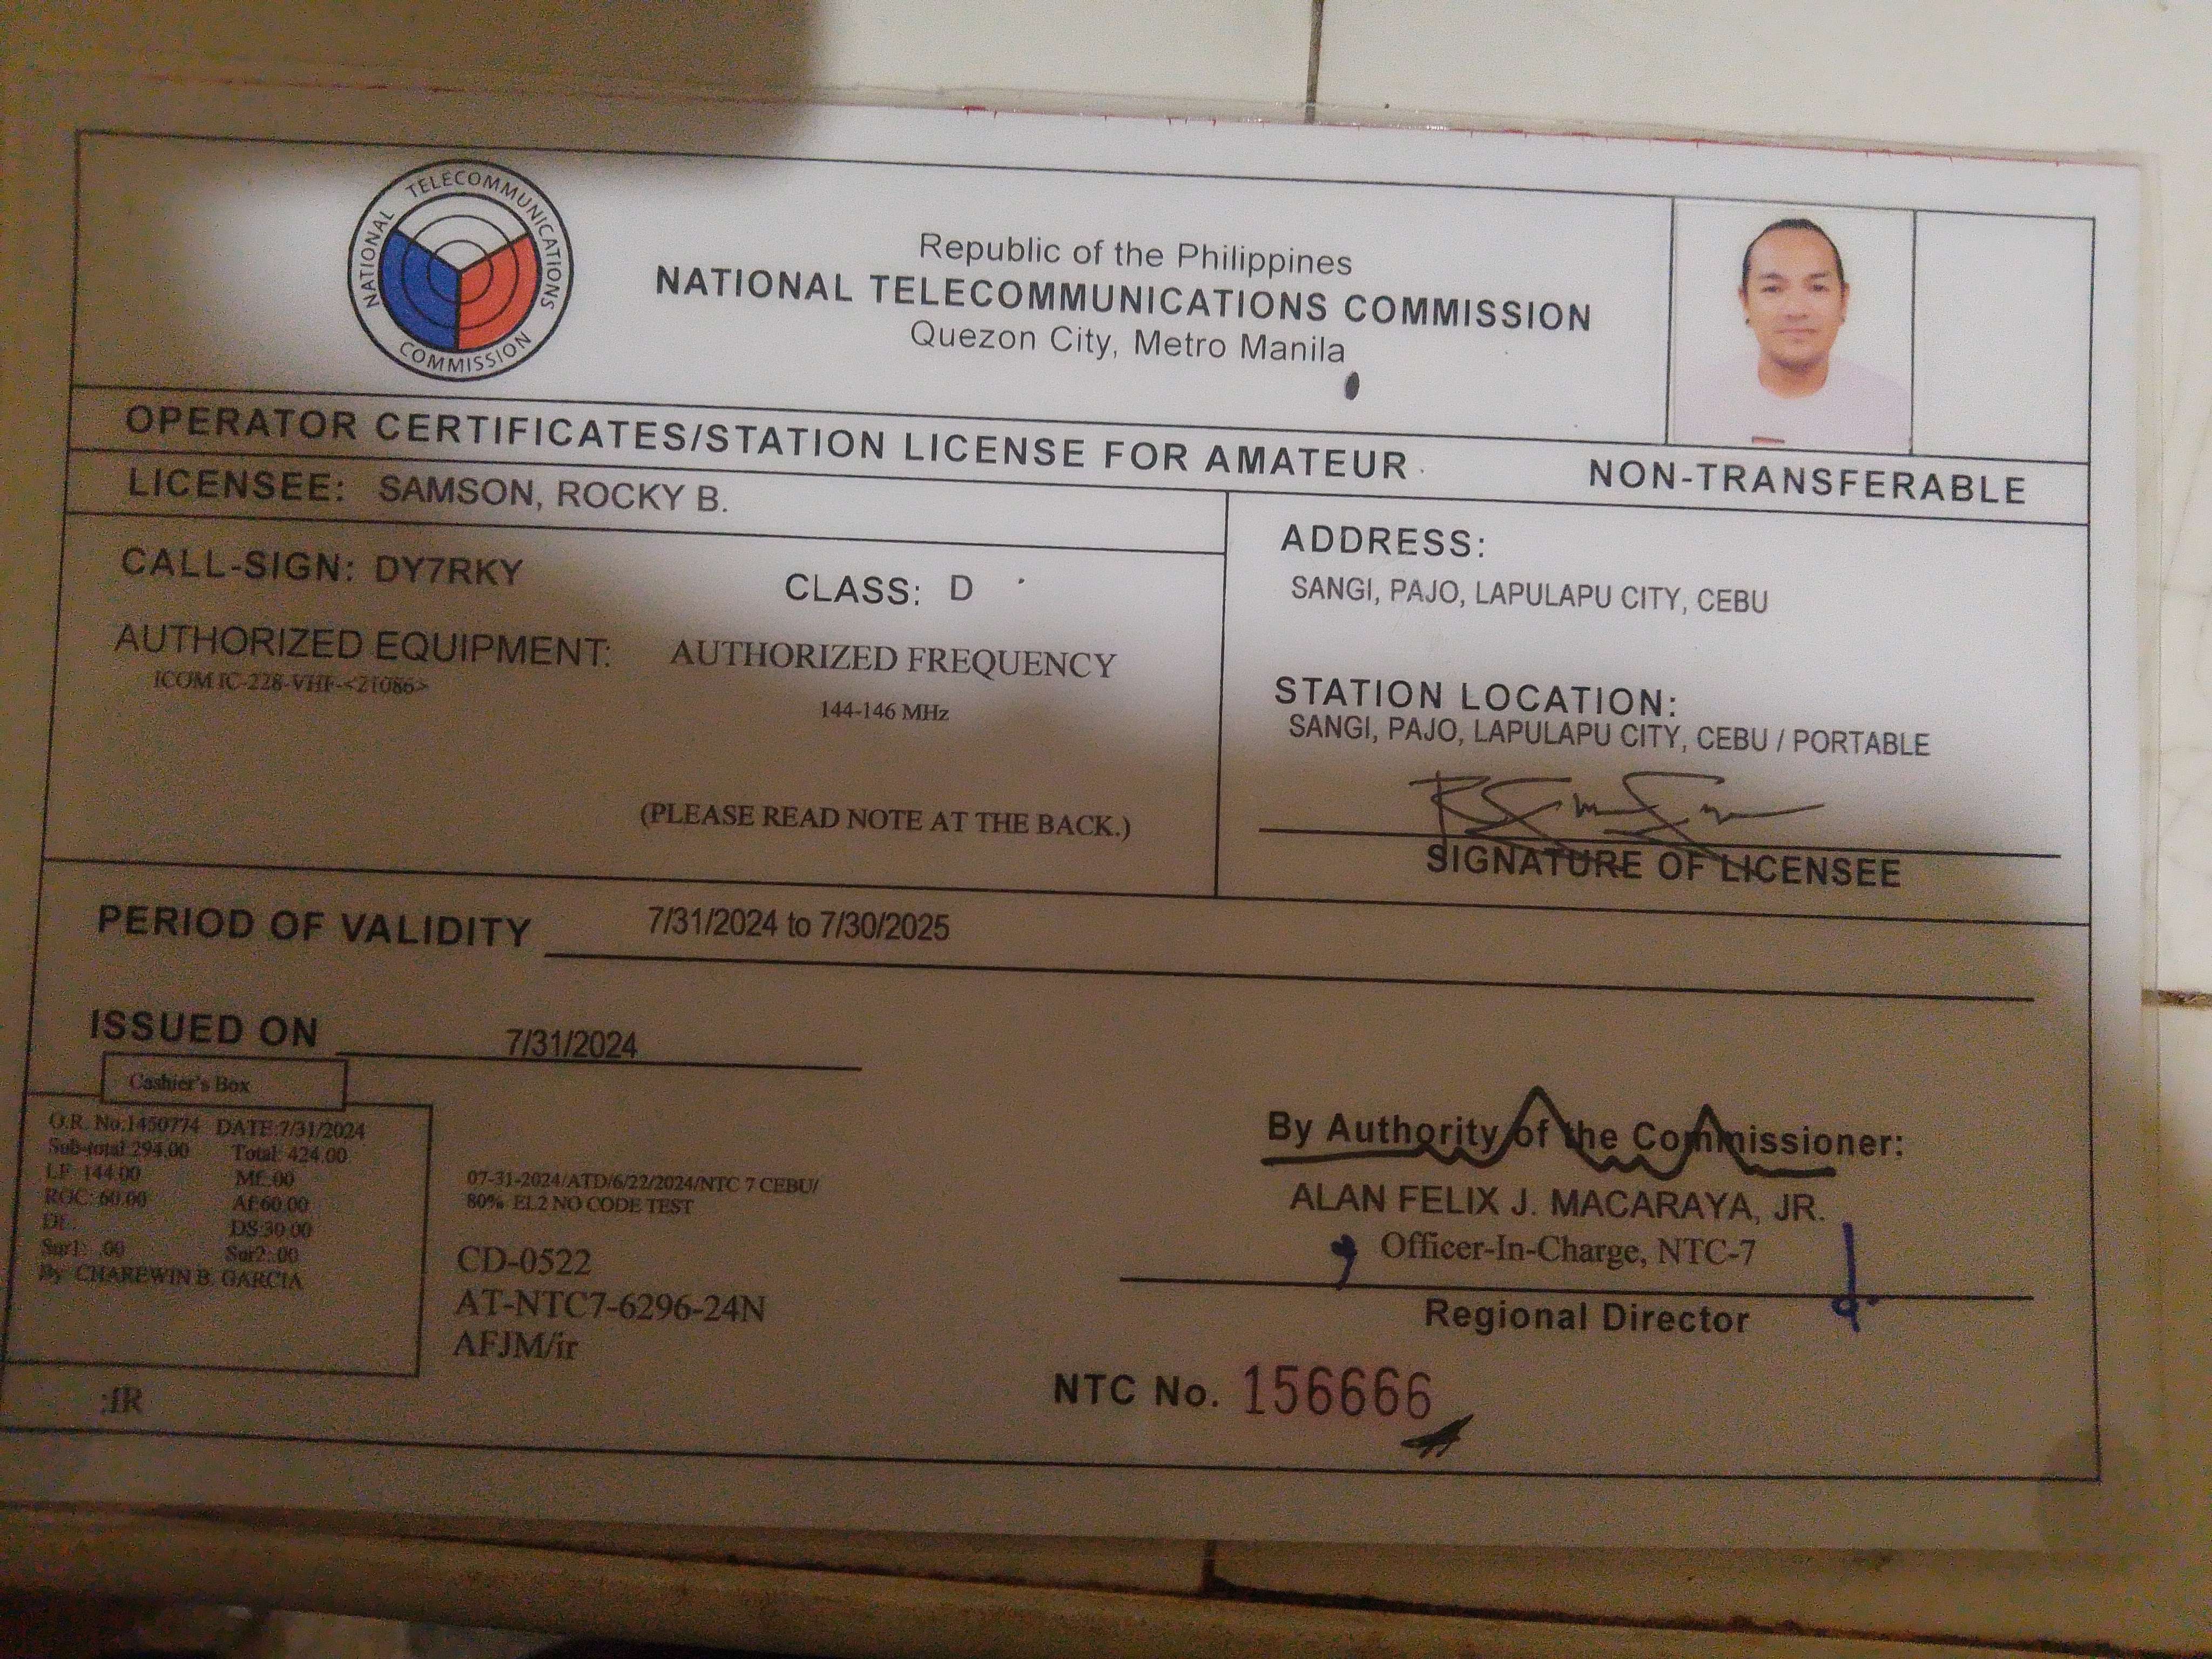 NATIONAL TELECOMMUNICATIONS COMMISSION
Republic of the Philippines
NATIONAL TELECOMMUNICATIONS COMMISSION
Quezon City, Metro Manila
OPERATOR CERTIFICATES/STATION LICENSE FOR AMATEUR NON-TRANSFERABLE
LICENSEE: SAMSON, ROCKY B.
CALL-SIGN: DY7RKY CLASS: D
AUTHORIZED EQUIPMENT: AUTHORIZED FREQUENCY
ICOM IC-228-VHF-<21086>
144-146 MHz
(PLEASE READ NOTE AT THE BACK.)
ADDRESS:
SANGI, PAJO, LAPULAPU CITY, CEBU
STATION LOCATION:
SANGI, PAJO, LAPULAPU CITY, CEBU / PORTABLE
SIGNATURE OF LICENSEE
PERIOD OF VALIDITY 7/31/2024 to 7/30/2025
ISSUED ON 7/31/2024
Cashier's Box
O.R. No:1450774 DATE:7/31/2024
Sub-total:294.00 Total: 424.00
LF: 144.00 Mf:.00
ROC: 60.00 Af:60.00
DS:30.00
Sur1: .00 Sur2:.00
By: CHAREWIN B. GARCIA
07-31-2024/ATD/6/22/2024/NTC 7 CEBU/
80% EL2 NO CODE TEST
CD-0522
AT-NTC7-6296-24N
AFJM/ir
By Authority of the Commissioner:
ALAN FELIX J. MACARAYA, JR.
Officer-In-Charge, NTC-7
Regional Director
NTC No. 156666